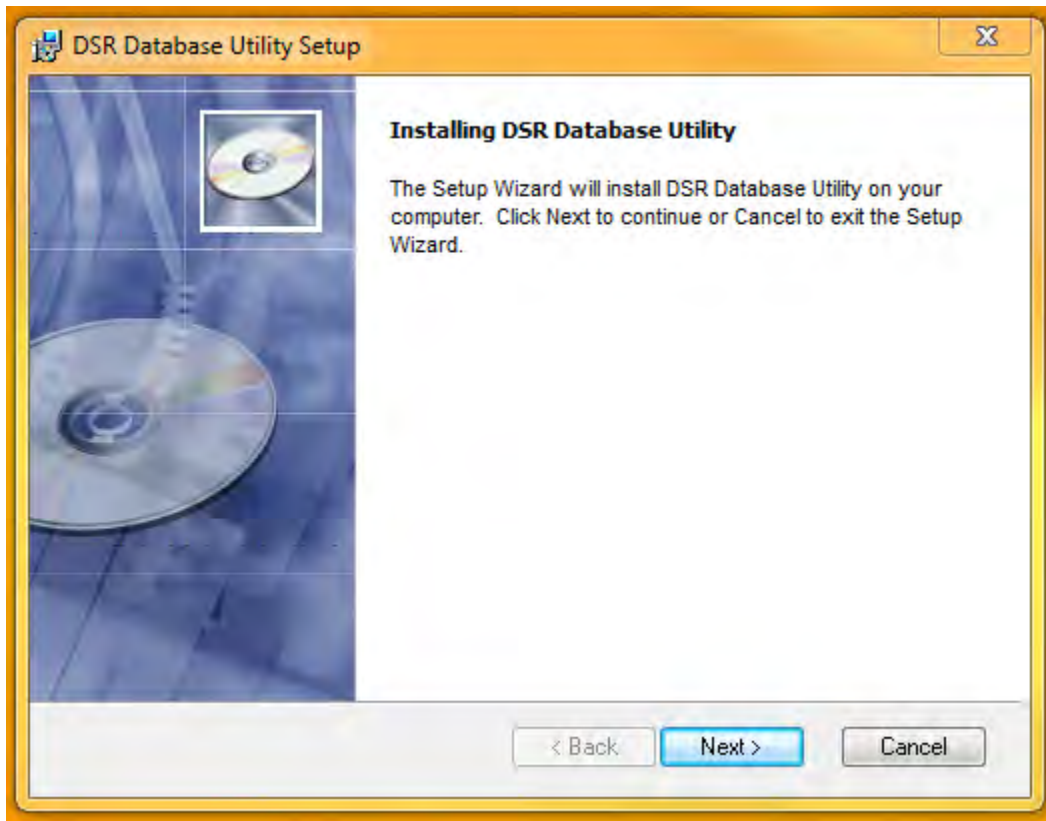 DSR Database Utility Setup
Installing DSR Database Utility
The Setup Wizard will install DSR Database Utility on your
computer. Click Next to continue or Cancel to exit the Setup
Wizard.
< Back
Next >
Cancel